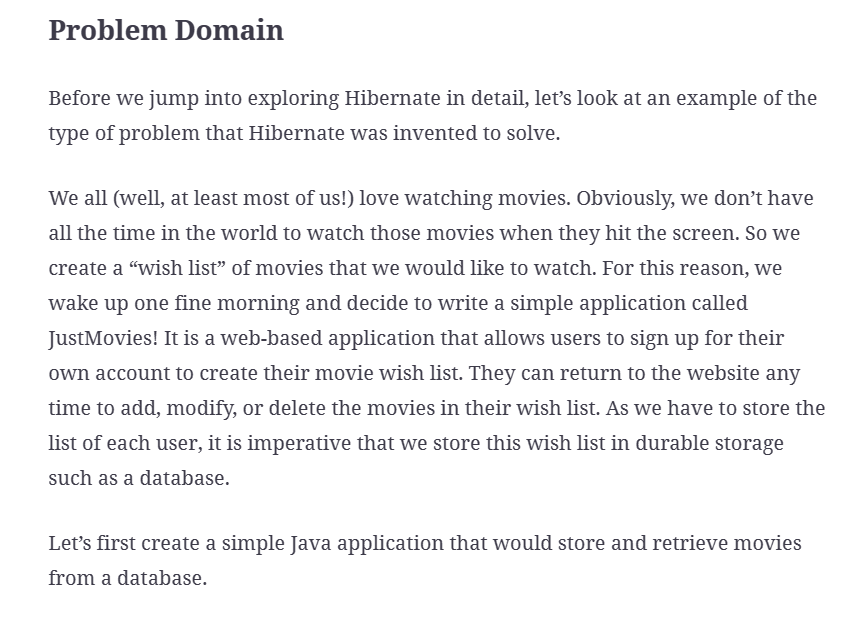 Problem Domain
Before we jump into exploring Hibernate in detail, let’s look at an example of the
type of problem that Hibernate was invented to solve.
We all (well, at least most of us!) love watching movies. Obviously, we don’t have
all the time in the world to watch those movies when they hit the screen. So we
create a “wish list” of movies that we would like to watch. For this reason, we
wake up one fine morning and decide to write a simple application called
JustMovies! It is a web-based application that allows users to sign up for their
own account to create their movie wish list. They can return to the website any
time to add, modify, or delete the movies in their wish list. As we have to store the
list of each user, it is imperative that we store this wish list in durable storage
such as a database.
Let’s first create a simple Java application that would store and retrieve movies
from a database.